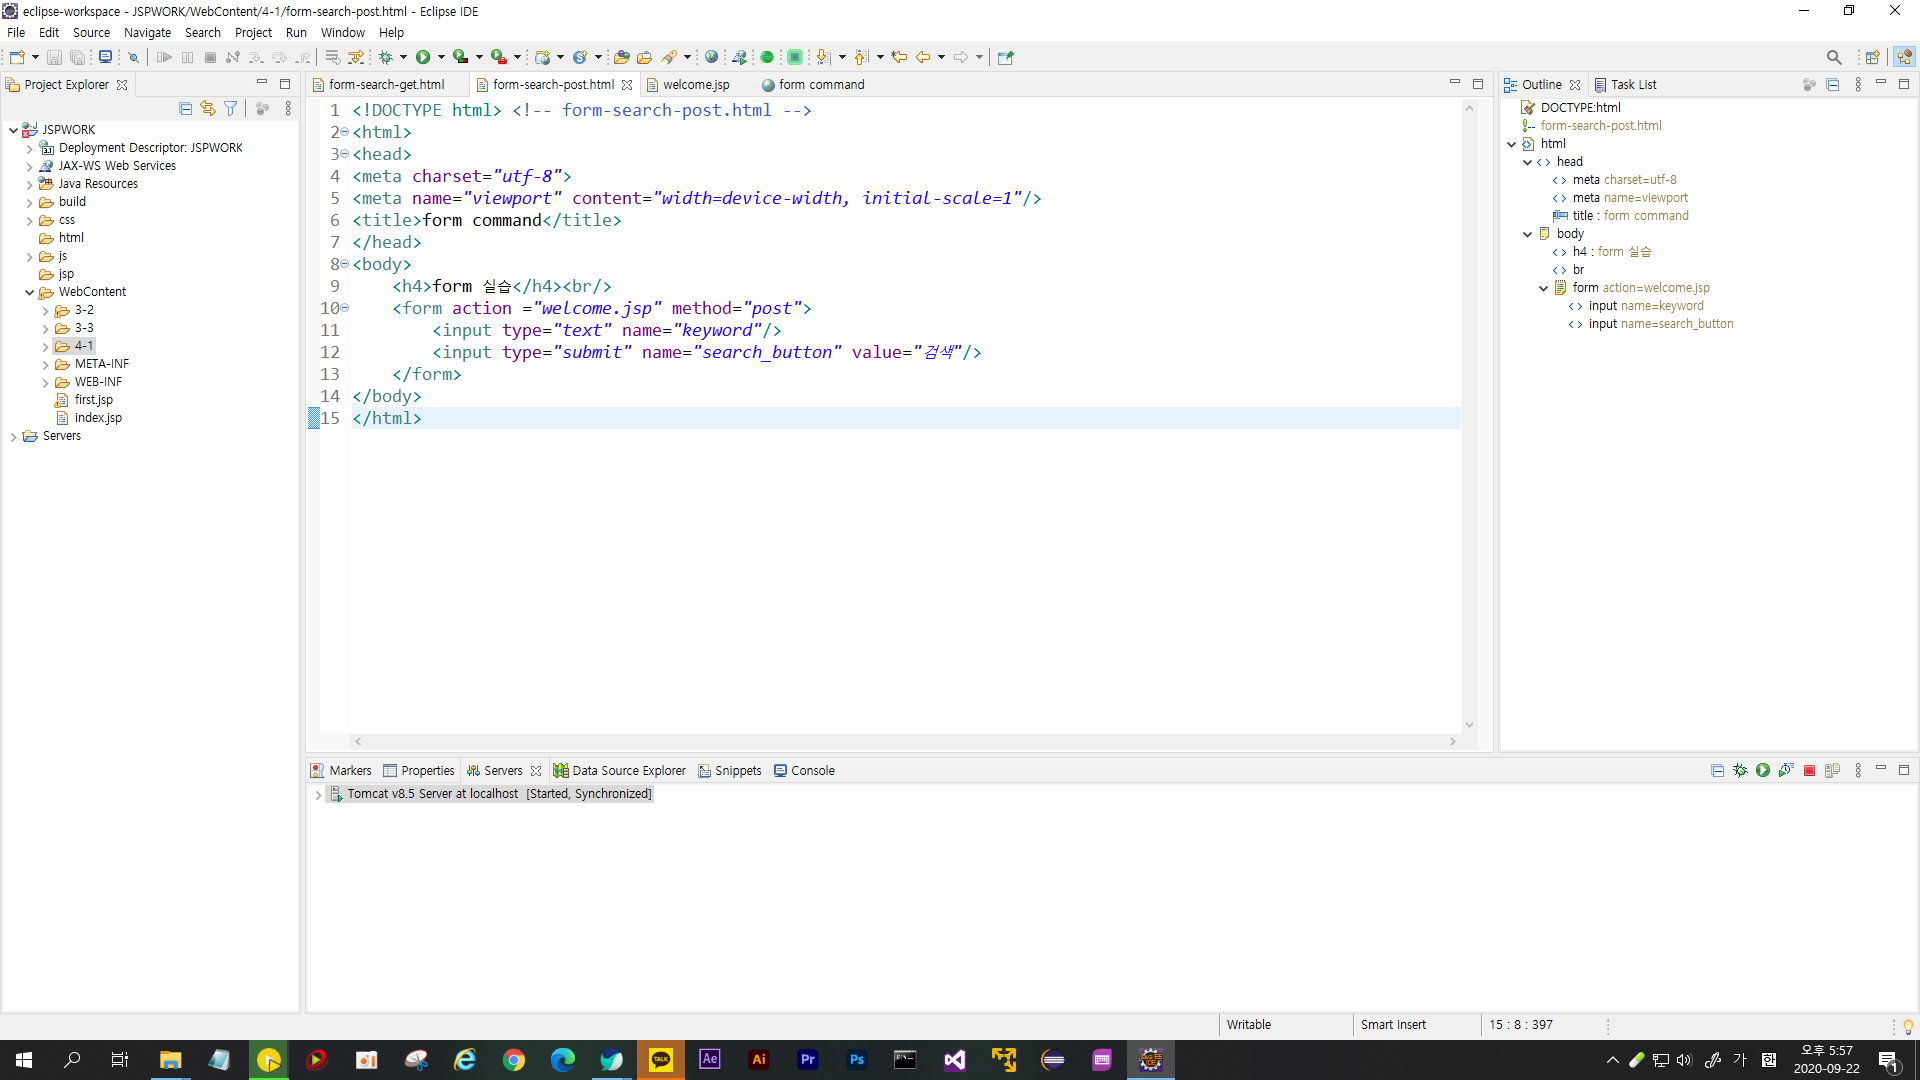 eclipse-workspace - JSPWORK/WebContent/4-1/form-search-post.html - Eclipse IDE
File Edit Source Navigate Search Project Run Window Help
Project Explorer
JSPWORK
Deployment Descriptor: JSPWORK
JAX-WS Web Services
Java Resources
build
css
html
js
jsp
WebContent
3-2
3-3
4-1
META-INF
WEB-INF
first.jsp
index.jsp
Servers
form-search-get.html form-search-post.html welcome.jsp form command
1 <!DOCTYPE html> <!-- form-search-post.html -->
2 <html>
3 <head>
4 <meta charset="utf-8">
5 <meta name="viewport" content="width=device-width, initial-scale=1"/>
6 <title>form command</title>
7 </head>
8 <body>
9 <h4>form 실습</h4><br/>
10 <form action ="welcome.jsp" method="post">
11 <input type="text" name="keyword"/>
12 <input type="submit" name="search_button" value="검색"/>
13 </form>
14 </body>
15 </html>
Outline Task List
DOCTYPE:html
form-search-post.html
html
head
meta charset=utf-8
meta name=viewport
title : form command
body
h4 : form 실습
br
form action=welcome.jsp
input name=keyword
input name=search_button
Markers Properties Servers Data Source Explorer Snippets Console
Tomcat v8.5 Server at localhost [Started, Synchronized]
Writable Smart Insert 15 : 8 : 397
TALK Ae Ai Pr Ps
가 오후 5:57
2020-09-22
1